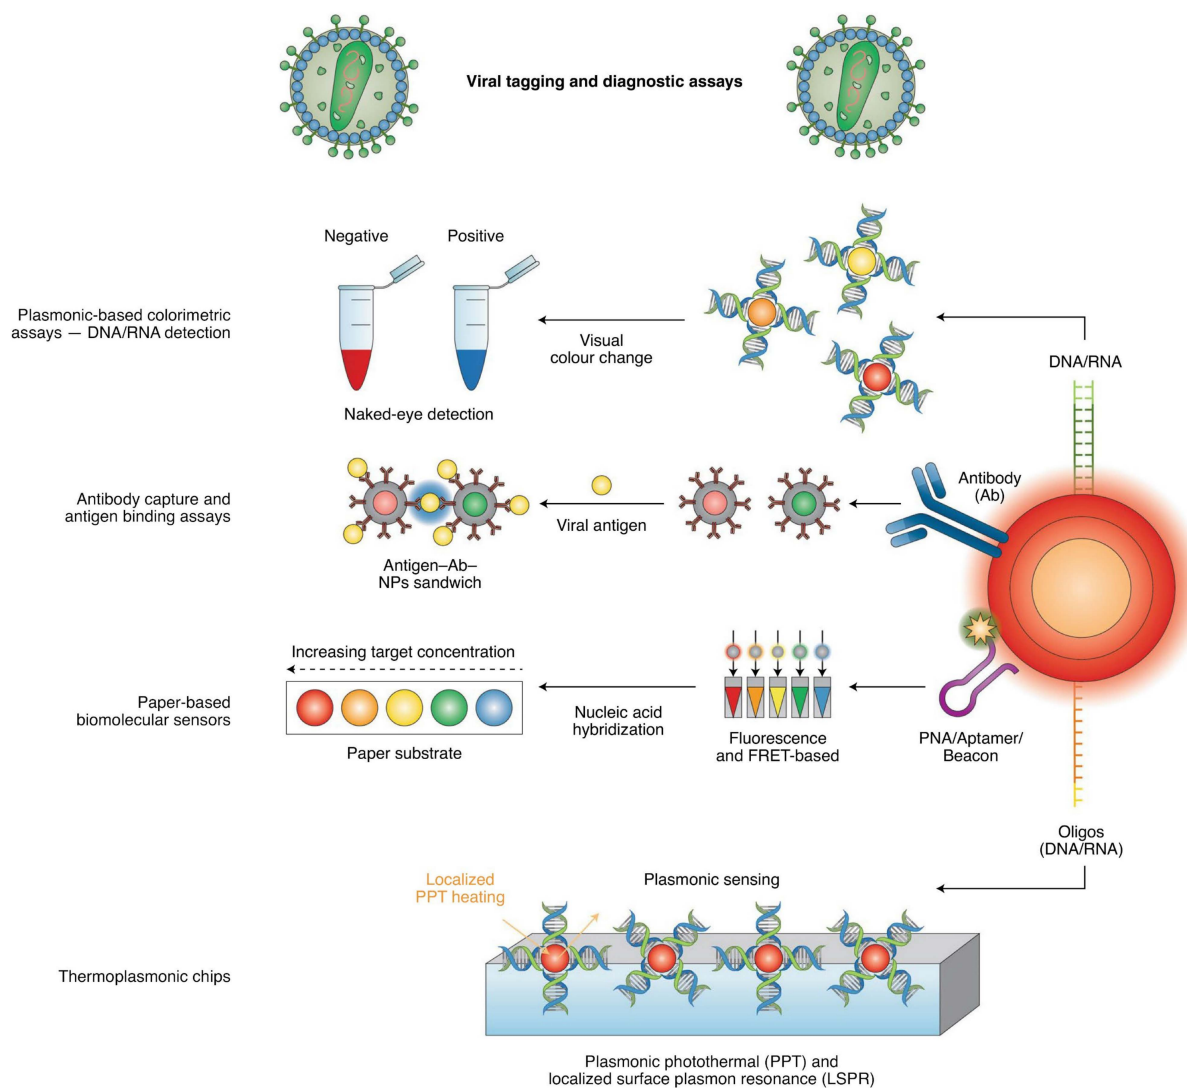 Viral tagging and diagnostic assays
Negative
Positive
Plasmonic-based colorimetric
assays — DNA/RNA detection
Visual
colour change
DNA/RNA
Naked-eye detection
Antibody capture and
antigen binding assays
Viral antigen
Antibody
(Ab)
Antigen–Ab–
NPs sandwich
Increasing target concentration
Paper-based
biomolecular sensors
Paper substrate
Nucleic acid
hybridization
Fluorescence
and FRET-based
PNA/Aptamer/
Beacon
Oligos
(DNA/RNA)
Localized
PPT heating
Plasmonic sensing
Thermoplasmonic chips
Plasmonic photothermal (PPT) and
localized surface plasmon resonance (LSPR)